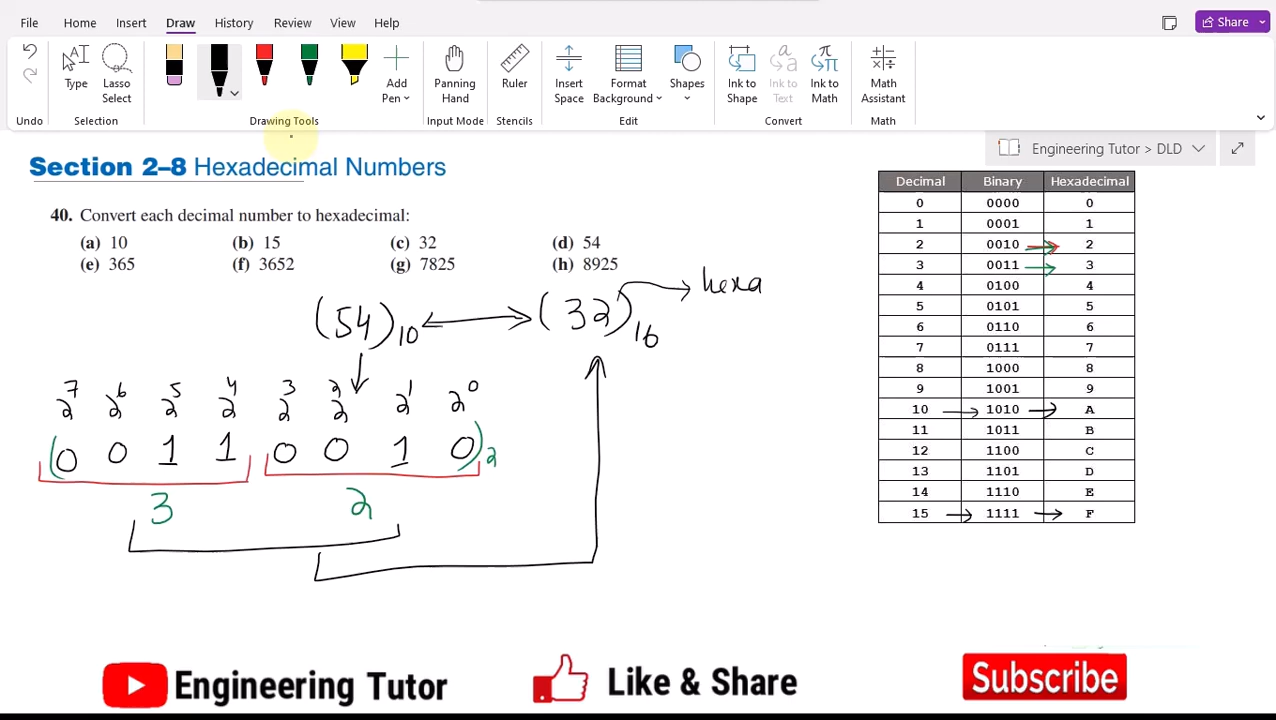 File Home Insert Draw History Review View Help Share
Type Lasso Select Add Pen Panning Hand Ruler Insert Space Format Background Shapes Ink to Shape Ink to Text Ink to Math Math Assistant
Undo Selection Drawing Tools Input Mode Stencils Edit Convert Math
Engineering Tutor > DLD
Section 2–8 Hexadecimal Numbers
40. Convert each decimal number to hexadecimal:
(a) 10 (b) 15 (c) 32 (d) 54
(e) 365 (f) 3652 (g) 7825 (h) 8925
hexa
(54)10 ⟷ (32)16
2^7 2^6 2^5 2^4 2^3 2^2 2^1 2^0
(0 0 1 1 0 0 1 0)2
3 2
Decimal Binary Hexadecimal
0 0000 0
1 0001 1
2 0010 → 2
3 0011 → 3
4 0100 4
5 0101 5
6 0110 6
7 0111 7
8 1000 8
9 1001 9
10 → 1010 → A
11 1011 B
12 1100 C
13 1101 D
14 1110 E
15 → 1111 → F
Engineering Tutor Like & Share Subscribe